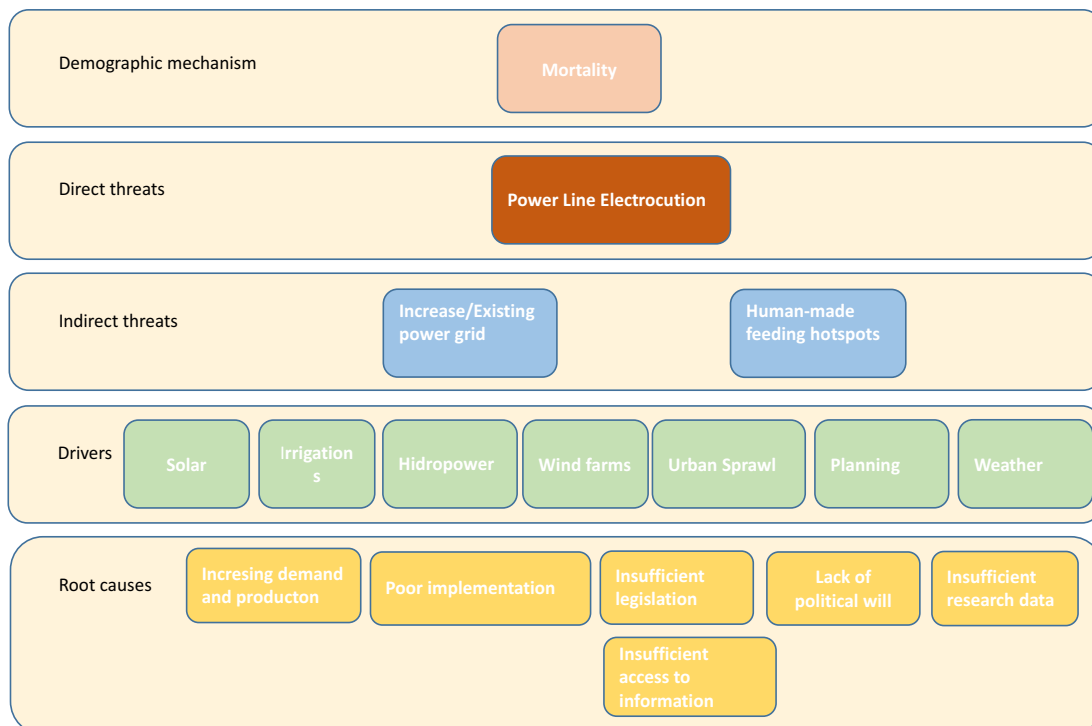 Demographic mechanism
Mortality
Direct threats
Power Line Electrocution
Indirect threats
Increase/Existing
power grid
Human-made
feeding hotspots
Drivers
Solar
Irrigation
s
Hidropower
Wind farms
Urban Sprawl
Planning
Weather
Root causes
Incresing demand
and producton
Poor implementation
Insufficient
legislation
Lack of
political will
Insufficient
research data
Insufficient
access to
information